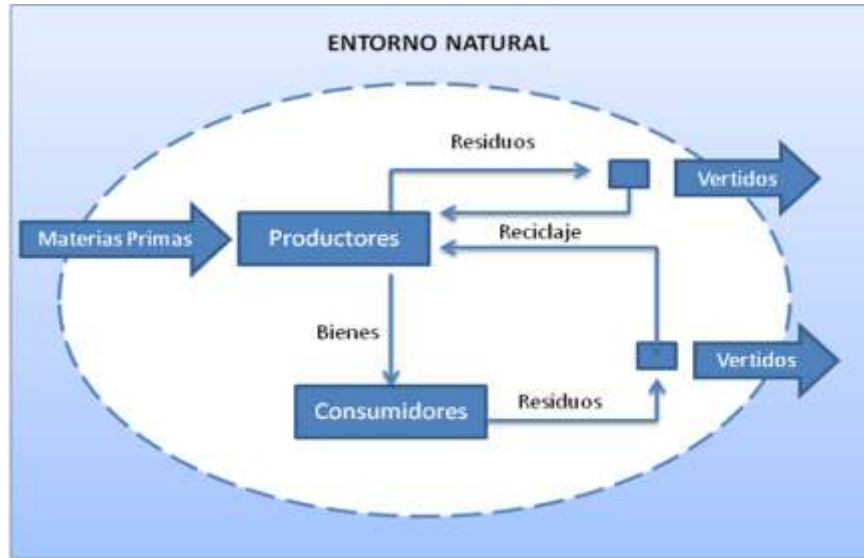 ENTORNO NATURAL
Residuos
Vertidos
Materias Primas
Productores
Reciclaje
Bienes
Vertidos
Consumidores
Residuos